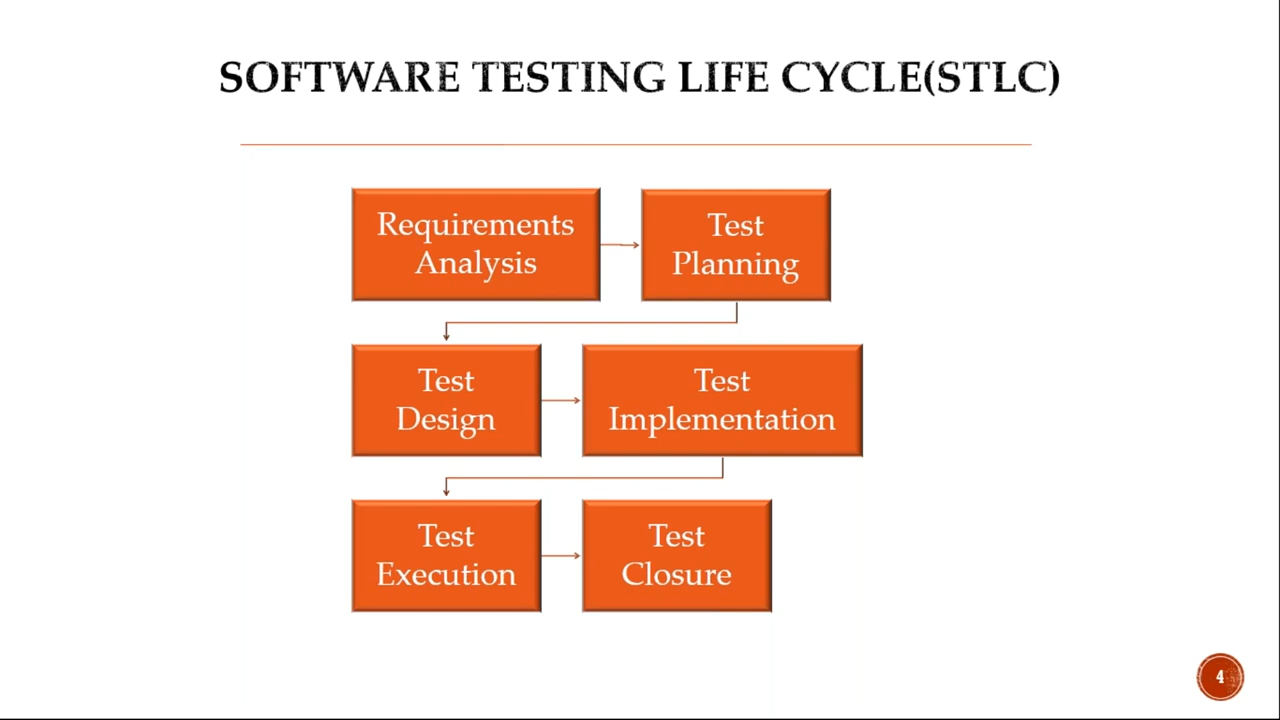 SOFTWARE TESTING LIFE CYCLE(STLC)
Requirements
Analysis
Test
Planning
Test
Design
Test
Implementation
Test
Execution
Test
Closure
4